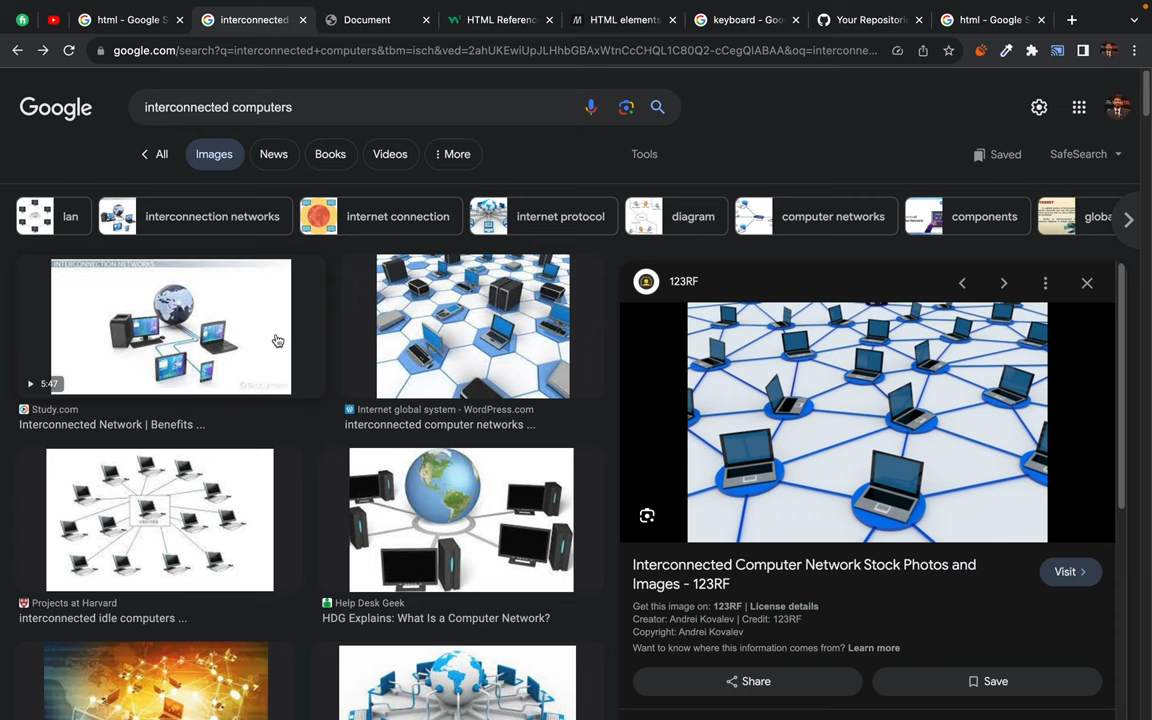 html - Google S
interconnected
Document
HTML Referenc
HTML elements
keyboard - Goo
Your Repositori
html - Google S
google.com/search?q=interconnected+computers&tbm=isch&ved=2ahUKEwiUpJLHhbGBAxWtnCcCHQL1C80Q2-cCegQIABAA&oq=interconne...
Google
interconnected computers
All
Images
News
Books
Videos
More
Tools
Saved
SafeSearch
lan
interconnection networks
internet connection
internet protocol
diagram
computer networks
components
globa
INTERCONNECTION NETWORKS
5:47
Study.com
Interconnected Network | Benefits ...
Internet global system - WordPress.com
interconnected computer networks ...
Projects at Harvard
interconnected idle computers ...
Help Desk Geek
HDG Explains: What Is a Computer Network?
123RF
Interconnected Computer Network Stock Photos and
Images - 123RF
Visit
Get this image on: 123RF | License details
Creator: Andrei Kovalev | Credit: 123RF
Copyright: Andrei Kovalev
Want to know where this information comes from? Learn more
Share
Save